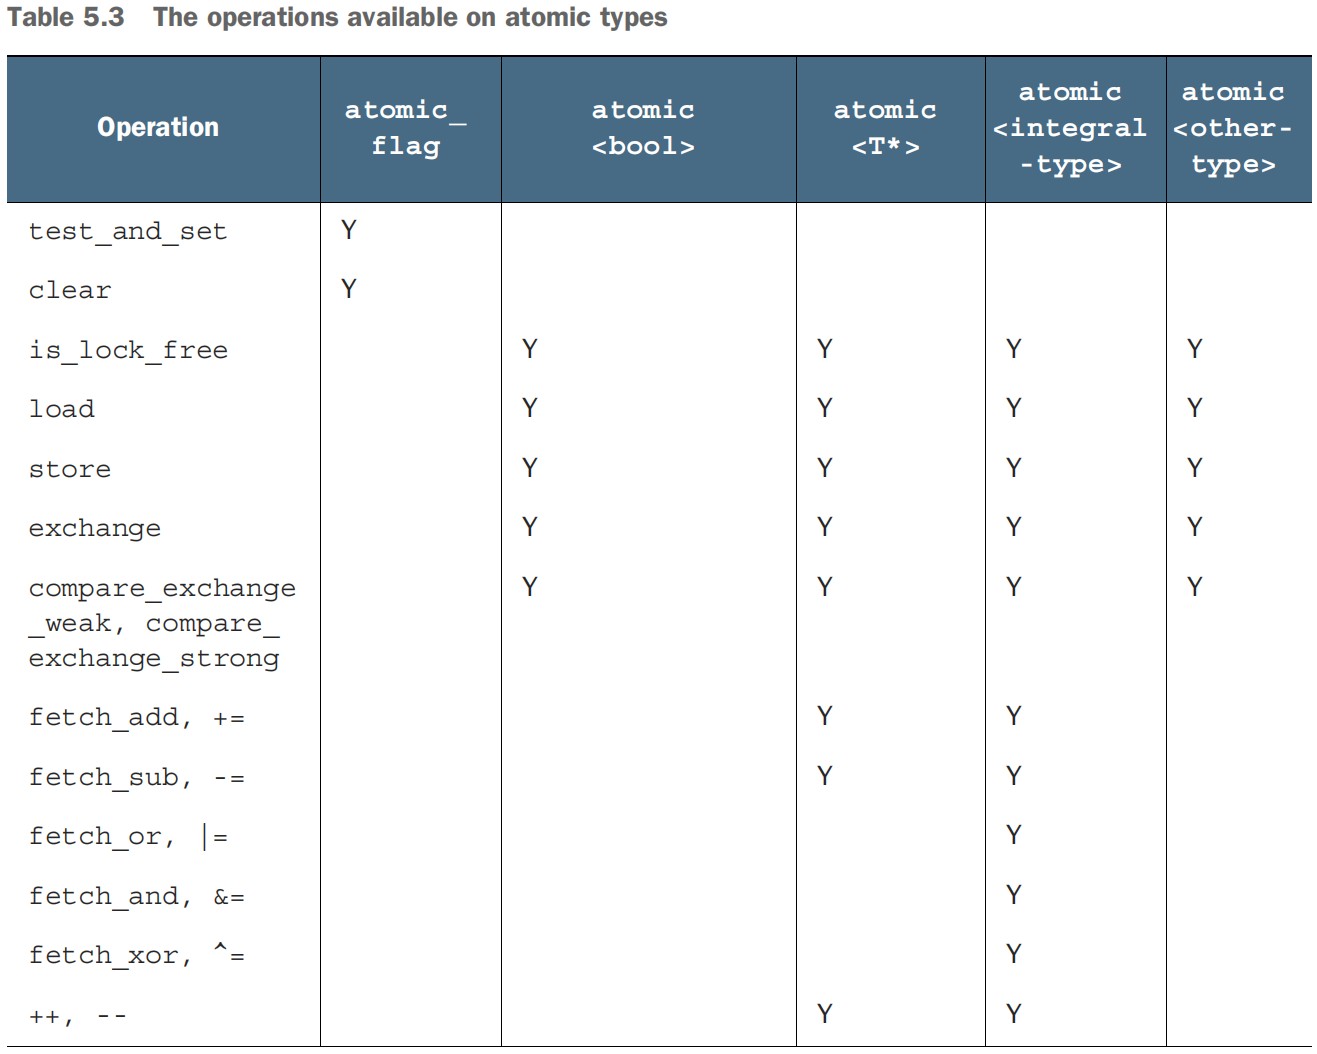 Table 5.3 The operations available on atomic types
Operation
atomic_
flag
atomic
<bool>
atomic
<T*>
atomic
<integral
-type>
atomic
<other-
type>
test_and_set Y
clear Y
is_lock_free Y Y Y Y
load Y Y Y Y
store Y Y Y Y
exchange Y Y Y Y
compare_exchange Y Y Y Y
_weak, compare_
exchange_strong
fetch_add, += Y Y
fetch_sub, -= Y Y
fetch_or, |= Y
fetch_and, &= Y
fetch_xor, ^= Y
++, -- Y Y